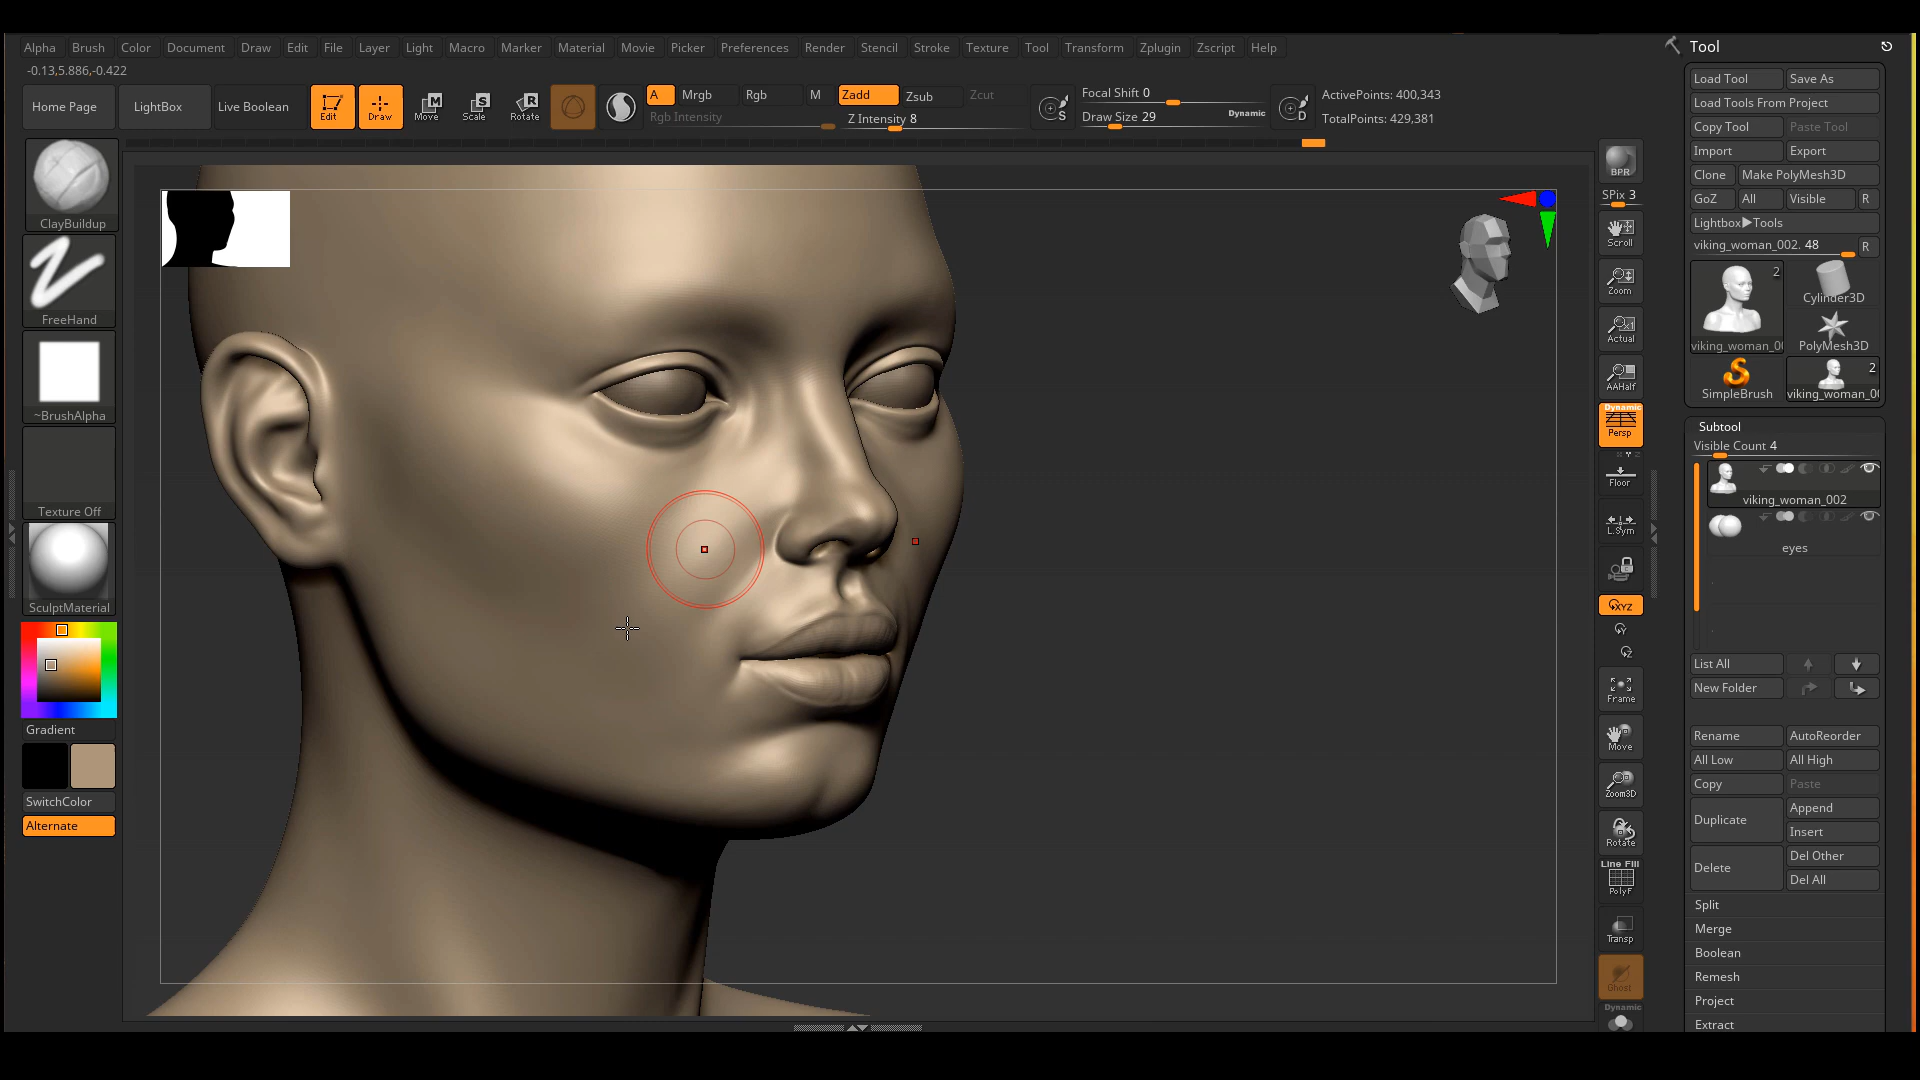 Alpha Brush Color Document Draw Edit File Layer Light Macro Marker Material Movie Picker Preferences Render Stencil Stroke Texture Tool Transform Zplugin Zscript Help
-0.13,5.886,-0.422
Home Page LightBox Live Boolean Edit Draw Move Scale Rotate
A Mrgb Rgb M Zadd Zsub Zcut
Rgb Intensity Z Intensity 8
S Focal Shift 0
Draw Size 29 Dynamic
D ActivePoints: 400,343
TotalPoints: 429,381
ClayBuildup
FreeHand
~BrushAlpha
Texture Off
SculptMaterial
Gradient
SwitchColor
Alternate
BPR
SPix 3
Scroll
Zoom
Actual
AAHalf
Dynamic
Persp
Floor
L.Sym
XYZ
Y
Z
Frame
Move
Zoom3D
Rotate
Line Fill
PolyF
Transp
Ghost
Dynamic
Tool
Load Tool Save As
Load Tools From Project
Copy Tool Paste Tool
Import Export
Clone Make PolyMesh3D
GoZ All Visible R
Lightbox▶Tools
viking_woman_002. 48 R
2
Cylinder3D
viking_woman_00 PolyMesh3D
2
SimpleBrush viking_woman_00
Subtool
Visible Count 4
viking_woman_002
eyes
List All
New Folder
Rename AutoReorder
All Low All High
Copy Paste
Duplicate Append
Insert
Delete Del Other
Del All
Split
Merge
Boolean
Remesh
Project
Extract